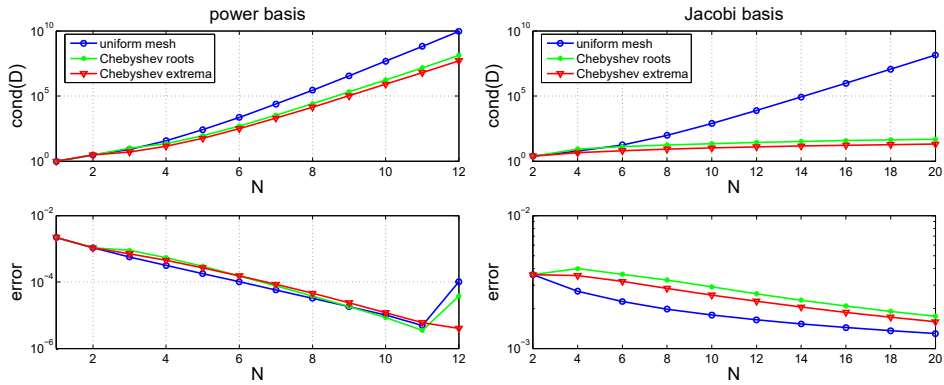 power basis
cond(D)
10^10
10^5
10^0
uniform mesh
Chebyshev roots
Chebyshev extrema
2 4 6 8 10 12
N
Jacobi basis
cond(D)
10^10
10^5
10^0
uniform mesh
Chebyshev roots
Chebyshev extrema
2 4 6 8 10 12 14 16 18 20
N
error
10^−2
10^−4
10^−6
2 4 6 8 10 12
N
error
10^−2
10^−3
2 4 6 8 10 12 14 16 18 20
N